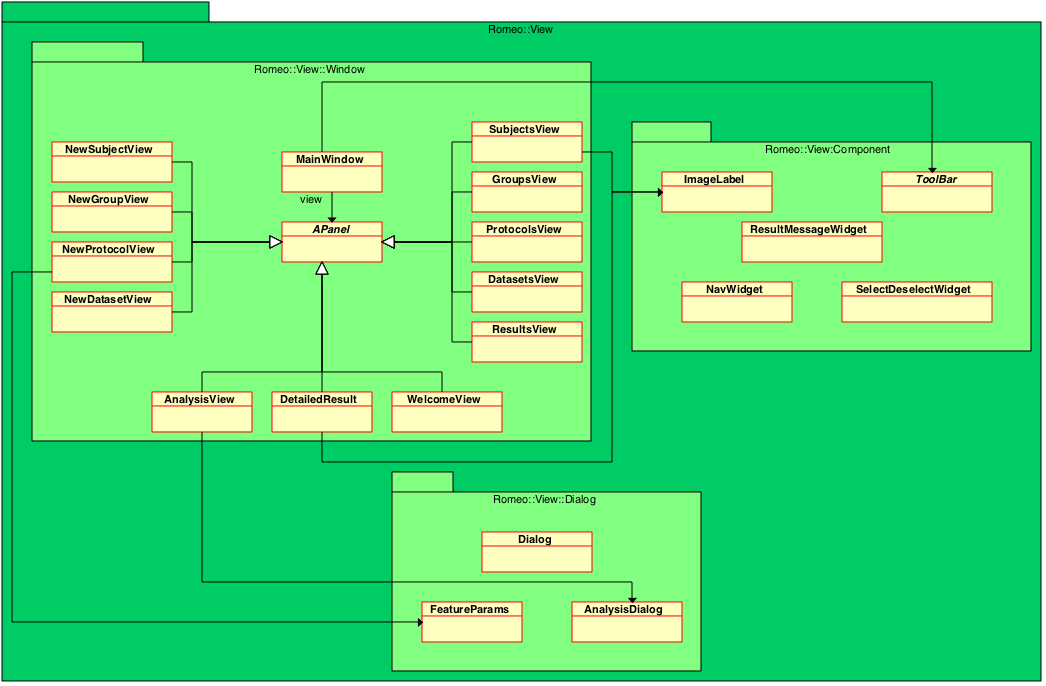 Romeo::View
Romeo::View::Window
NewSubjectView
NewGroupView
NewProtocolView
NewDatasetView
MainWindow
view
APanel
SubjectsView
GroupsView
ProtocolsView
DatasetsView
ResultsView
AnalysisView
DetailedResult
WelcomeView
Romeo::View:Component
ImageLabel
ToolBar
ResultMessageWidget
NavWidget
SelectDeselectWidget
Romeo::View::Dialog
Dialog
FeatureParams
AnalysisDialog